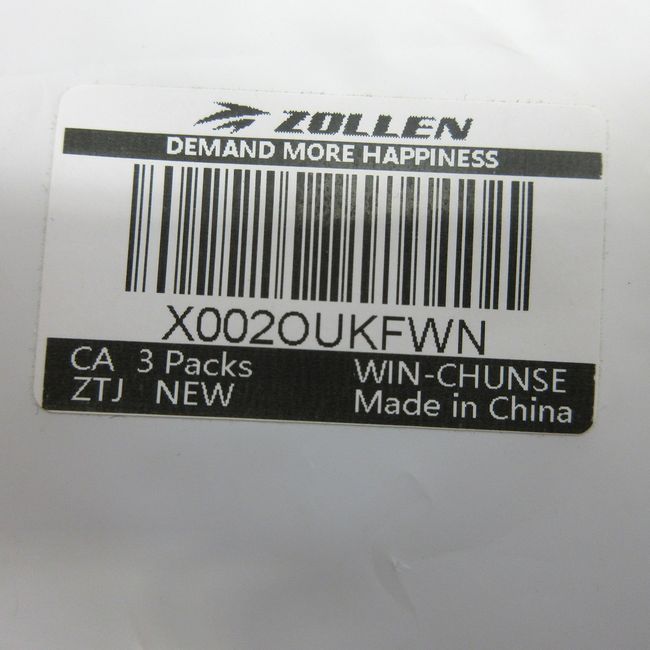 ZOLLEN
DEMAND MORE HAPPINESS
X002OUKFWN
CA 3 Packs WIN-CHUNSE
ZTJ NEW Made in China